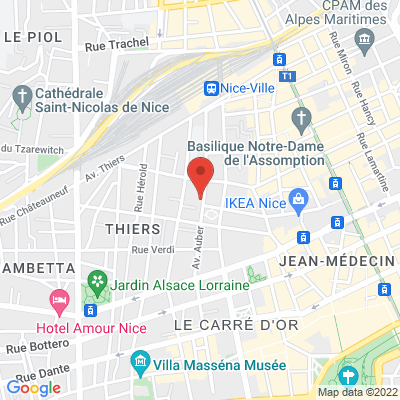 CPAM des
Alpes Maritimes
LE PIOL
Rue Trachel
Rue Miron
Nice-Ville
T1
Rue Hancy
Cathédrale
Saint-Nicolas de Nice
Basilique Notre-Dame
de l'Assomption
du Tzarewitch
Av. Thiers
Rue Lamartine
Rue Hérold
Rue Châteauneuf
IKEA Nice
THIERS
Av. Auber
Rue Verdi
JEAN-MÉDECIN
AMBETTA
Jardin Alsace Lorraine
Hotel Amour Nice
LE CARRÉ D'OR
Rue Bottero
Rue Dante
Villa Masséna Musée
Google
Map data ©2022